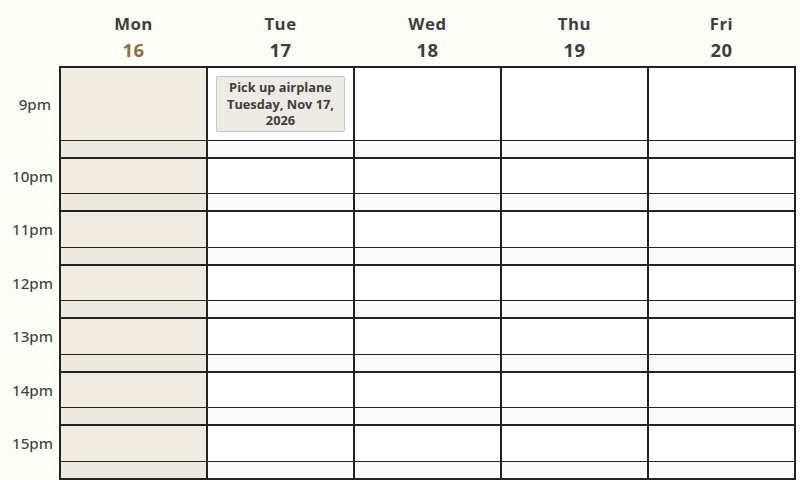 Mon Tue Wed Thu Fri
16 17 18 19 20
9pm
Pick up airplane
Tuesday, Nov 17,
2026
10pm
11pm
12pm
13pm
14pm
15pm